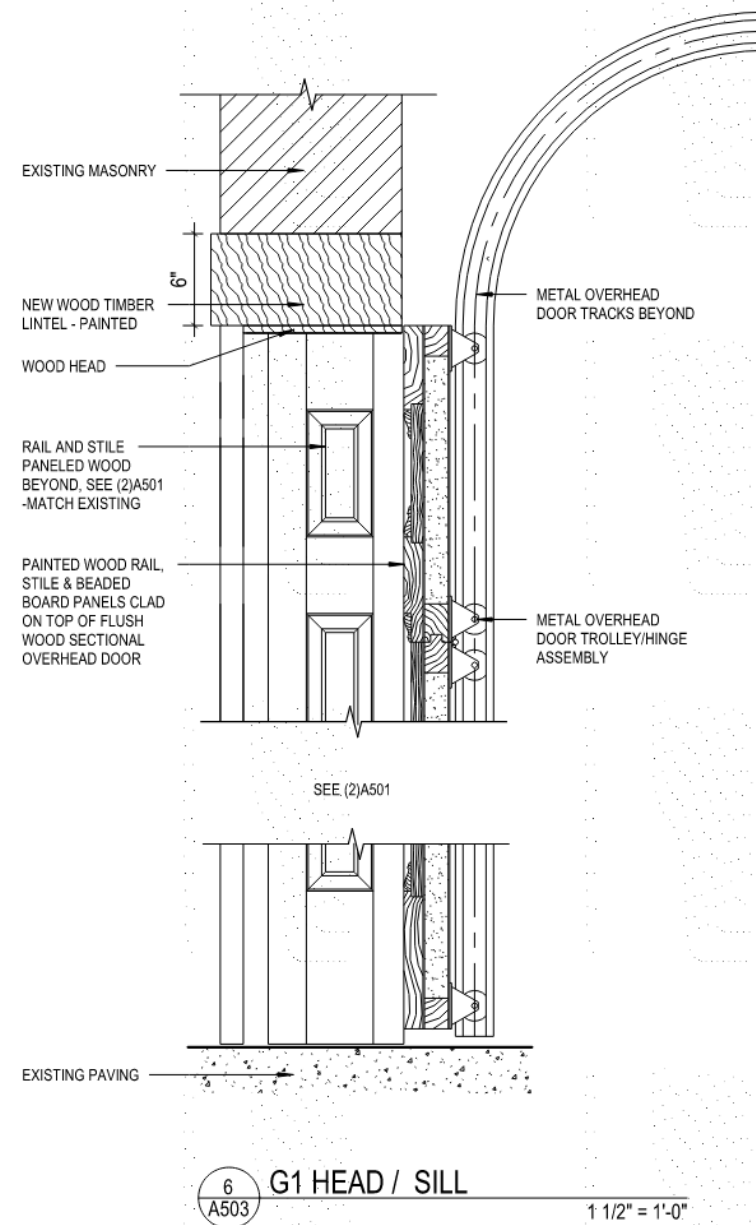 EXISTING MASONRY
6"
NEW WOOD TIMBER
LINTEL - PAINTED
WOOD HEAD
RAIL AND STILE
PANELED WOOD
BEYOND, SEE (2)A501
-MATCH EXISTING
PAINTED WOOD RAIL,
STILE & BEADED
BOARD PANELS CLAD
ON TOP OF FLUSH
WOOD SECTIONAL
OVERHEAD DOOR
METAL OVERHEAD
DOOR TRACKS BEYOND
METAL OVERHEAD
DOOR TROLLEY/HINGE
ASSEMBLY
SEE (2)A501
EXISTING PAVING
6
A503
G1 HEAD / SILL
1 1/2" = 1'-0"